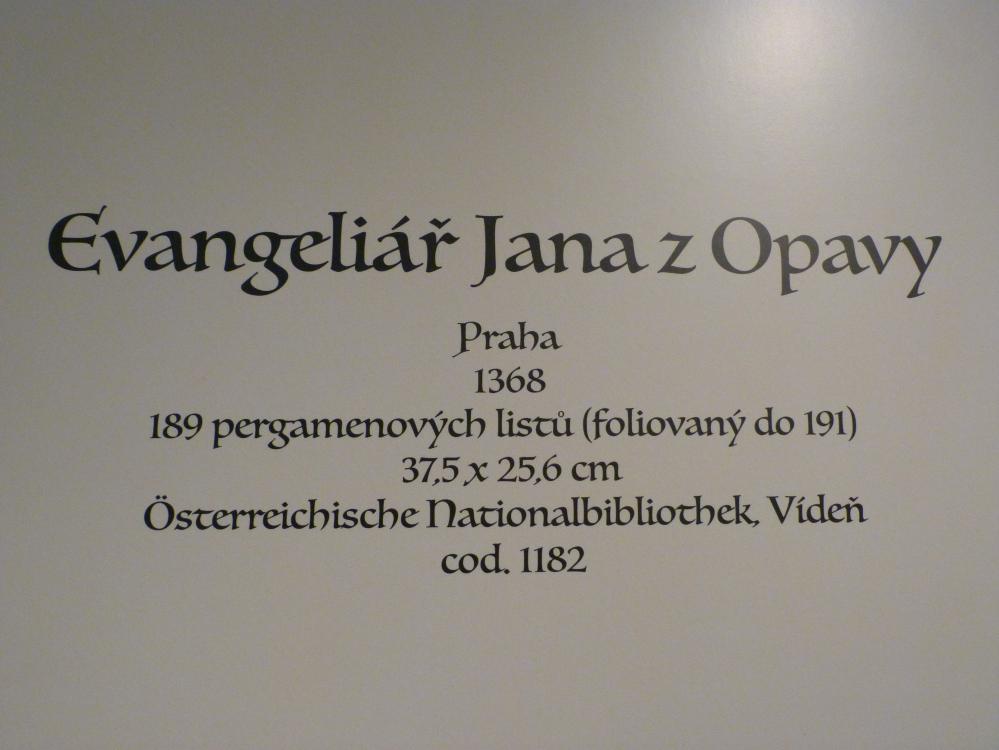 Evangeliář Jana z Opavy
Praha
1368
189 pergamenových listů (foliovaný do 191)
37,5 x 25,6 cm
Österreichische Nationalbibliothek, Vídeň
cod. 1182